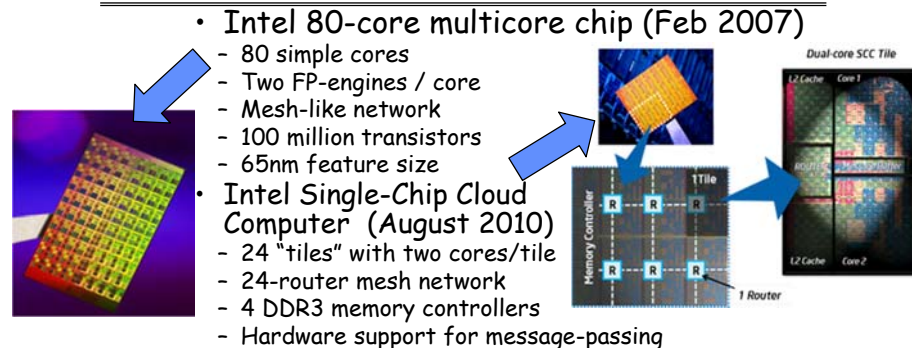 • Intel 80-core multicore chip (Feb 2007)
– 80 simple cores
– Two FP-engines / core
– Mesh-like network
– 100 million transistors
– 65nm feature size
• Intel Single-Chip Cloud
Computer (August 2010)
– 24 “tiles” with two cores/tile
– 24-router mesh network
– 4 DDR3 memory controllers
– Hardware support for message-passing
1Tile
Memory Controller
R R R
R R R
1 Router
Dual-core SCC Tile
L2 Cache Core 1
L2 Cache Core 2